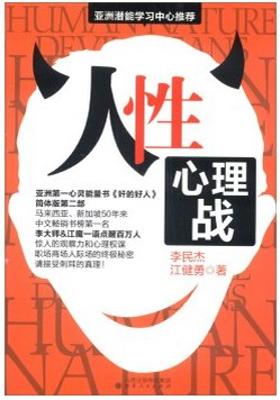 亚洲潜能学习中心推荐
HUMAN NATURE
人性
心理
战
亚洲第一心灵能量书《好的好人》
简体版第二部
马来西亚、新加坡50年来
中文畅销书榜第一名
李大师&江魔一语点醒百万人
惊人的观察力和心理权谋
职场商场人际场的终极秘密
请接受刺耳的真理！
李民杰
江健勇◎著